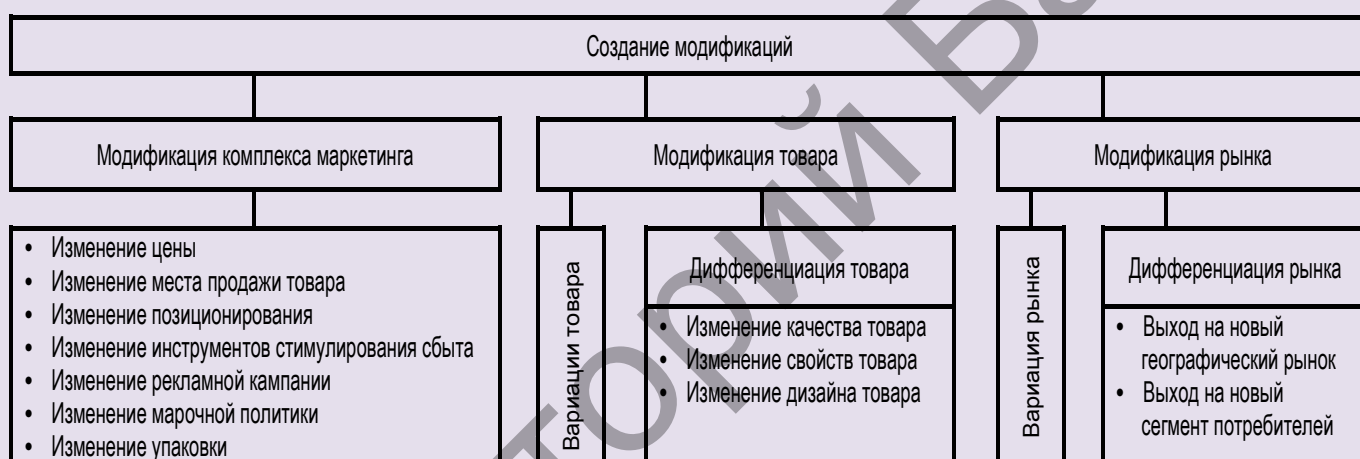 Создание модификаций
Модификация комплекса маркетинга
Модификация товара
Модификация рынка
• Изменение цены
• Изменение места продажи товара
• Изменение позиционирования
• Изменение инструментов стимулирования сбыта
• Изменение рекламной кампании
• Изменение марочной политики
• Изменение упаковки
Вариации товара
Дифференциация товара
• Изменение качества товара
• Изменение свойств товара
• Изменение дизайна товара
Вариация рынка
Дифференциация рынка
• Выход на новый
географический рынок
• Выход на новый
сегмент потребителей